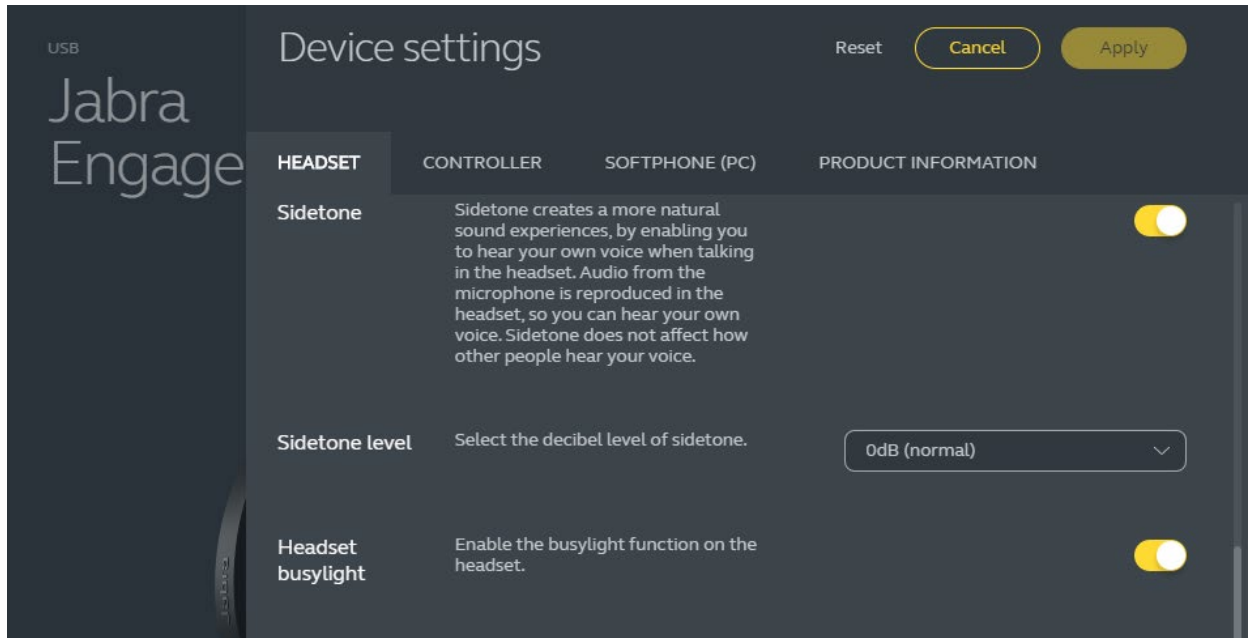 USB
Jabra
Engage
Device settings
Reset
Cancel
Apply
HEADSET
CONTROLLER
SOFTPHONE (PC)
PRODUCT INFORMATION
Sidetone
Sidetone creates a more natural
sound experiences, by enabling you
to hear your own voice when talking
in the headset. Audio from the
microphone is reproduced in the
headset, so you can hear your own
voice. Sidetone does not affect how
other people hear your voice.
Sidetone level
Select the decibel level of sidetone.
0dB (normal)
Headset
busylight
Enable the busylight function on the
headset.
Jabra